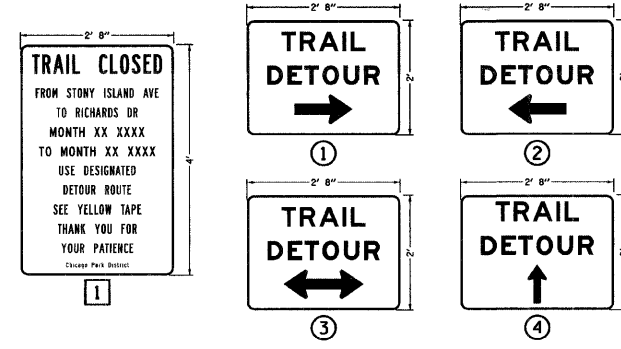 2' 8"
TRAIL CLOSED
FROM STONY ISLAND AVE
TO RICHARDS DR
MONTH XX XXXX
TO MONTH XX XXXX
USE DESIGNATED
DETOUR ROUTE
SEE YELLOW TAPE
THANK YOU FOR
YOUR PATIENCE
Chicago Park District
4'
1
2' 8"
TRAIL
DETOUR
2'
1
2' 8"
TRAIL
DETOUR
2
2' 8"
TRAIL
DETOUR
2'
3
2' 8"
TRAIL
DETOUR
4